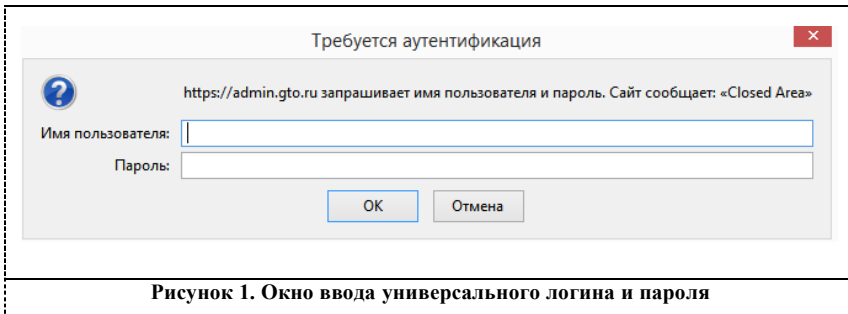 Требуется аутентификация
https://admin.gto.ru запрашивает имя пользователя и пароль. Сайт сообщает: «Closed Area»
Имя пользователя:
Пароль:
ОК
Отмена
Рисунок 1. Окно ввода универсального логина и пароля